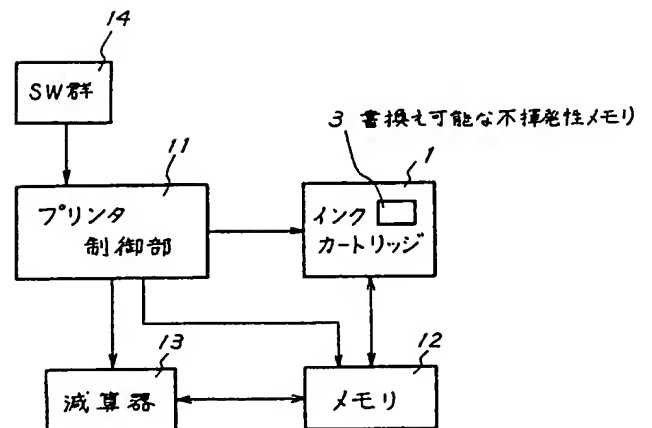 14
SW群
3 書換え可能な不揮発性メモリ
11
1
プリンタ
制御部
インク
カートリッジ
13
12
減算器
メモリ